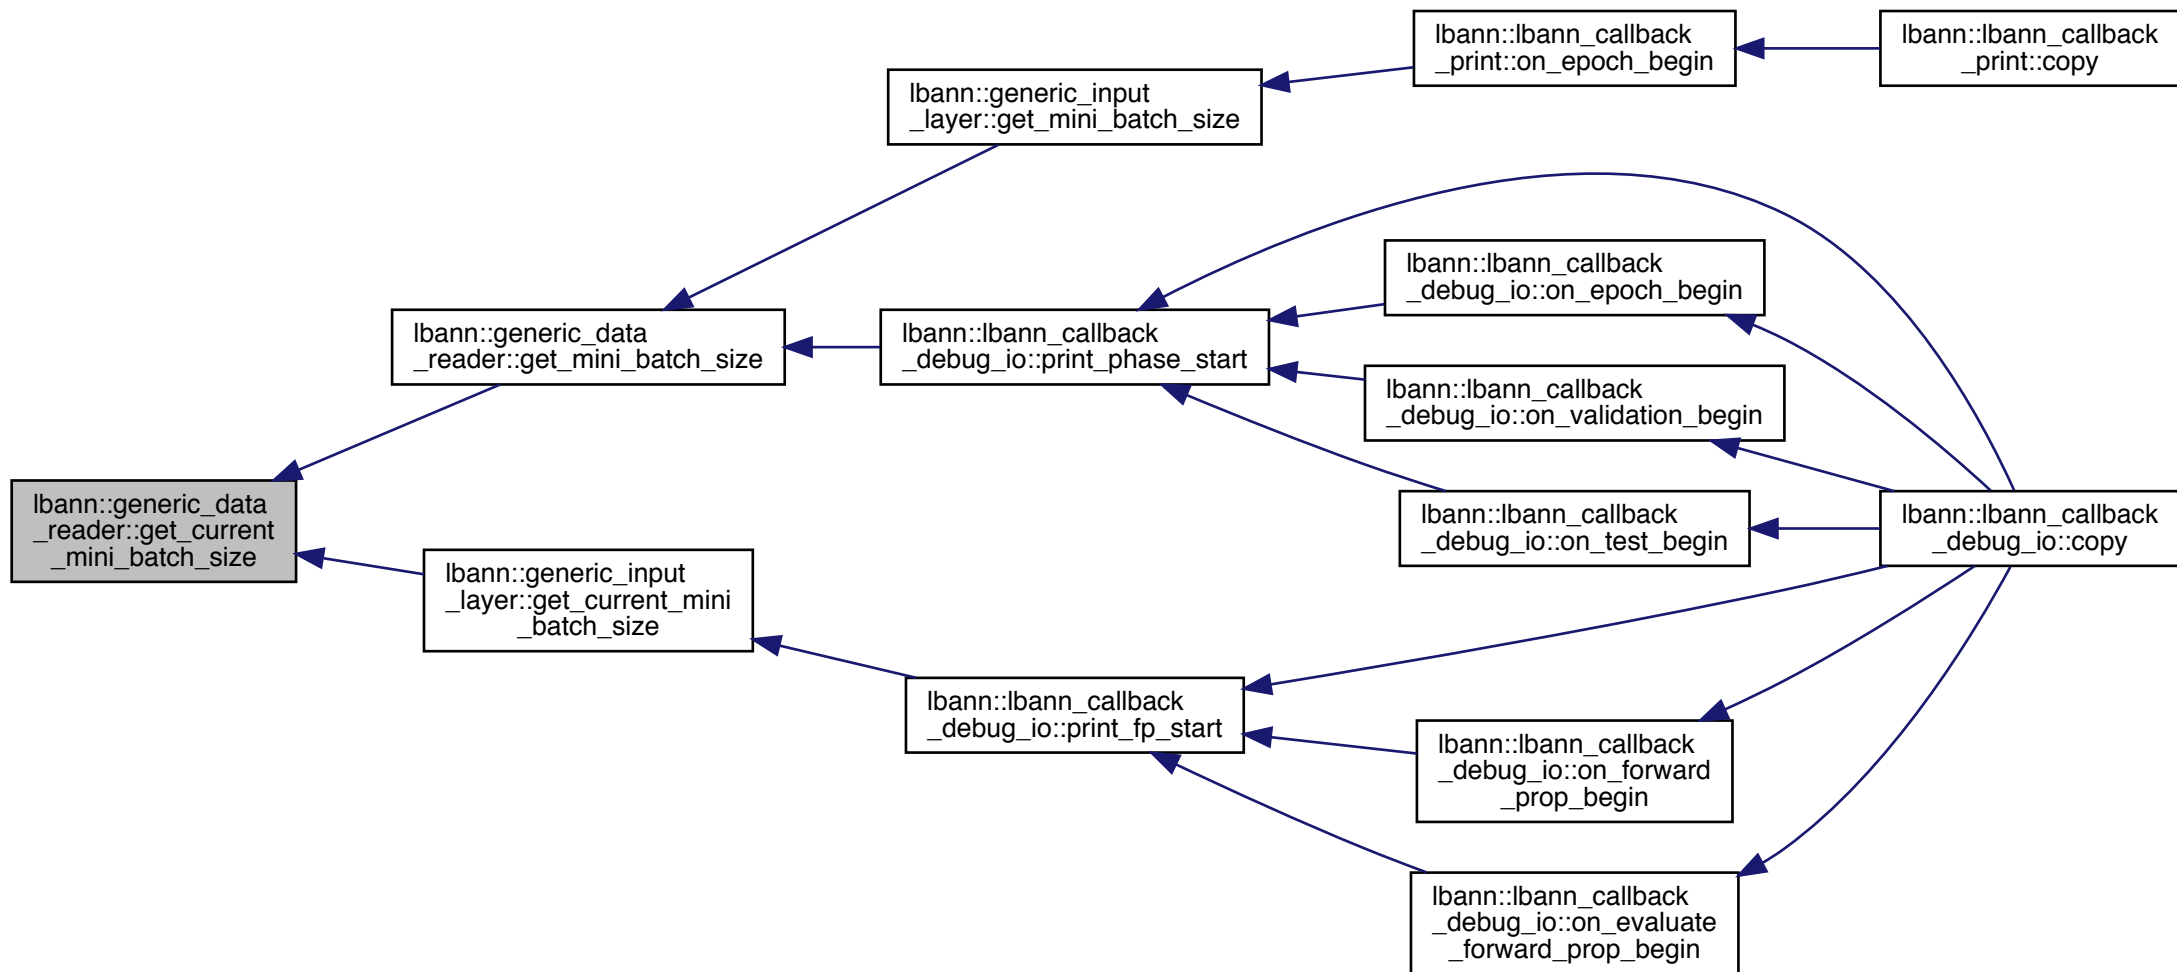 lbann::lbann_callback
_print::on_epoch_begin
lbann::lbann_callback
_print::copy
lbann::generic_input
_layer::get_mini_batch_size
lbann::lbann_callback
_debug_io::on_epoch_begin
lbann::generic_data
_reader::get_mini_batch_size
lbann::lbann_callback
_debug_io::print_phase_start
lbann::lbann_callback
_debug_io::on_validation_begin
lbann::generic_data
_reader::get_current
_mini_batch_size
lbann::lbann_callback
_debug_io::on_test_begin
lbann::lbann_callback
_debug_io::copy
lbann::generic_input
_layer::get_current_mini
_batch_size
lbann::lbann_callback
_debug_io::print_fp_start
lbann::lbann_callback
_debug_io::on_forward
_prop_begin
lbann::lbann_callback
_debug_io::on_evaluate
_forward_prop_begin